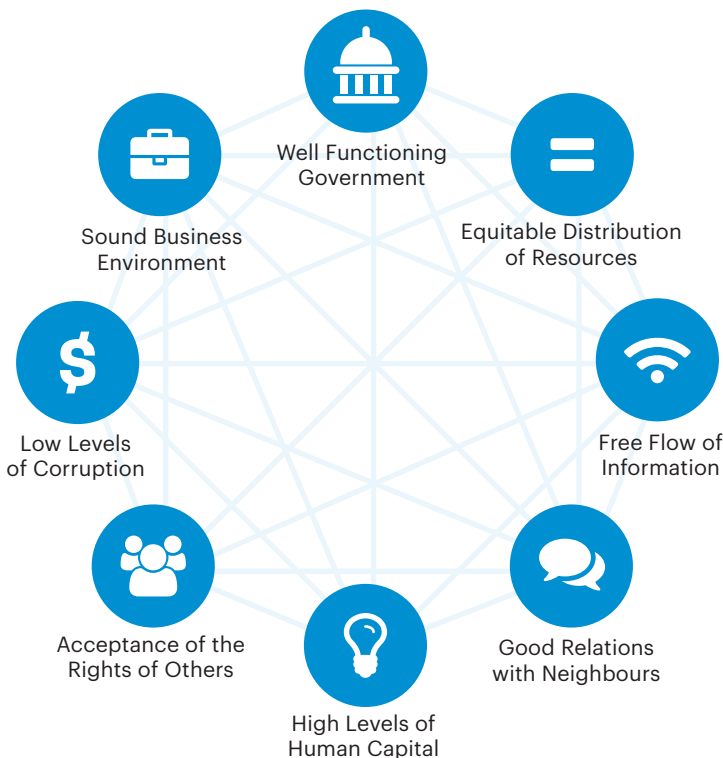 Well Functioning
Government
Equitable Distribution
of Resources
Free Flow of
Information
Good Relations
with Neighbours
High Levels of
Human Capital
Acceptance of the
Rights of Others
Low Levels
of Corruption
Sound Business
Environment